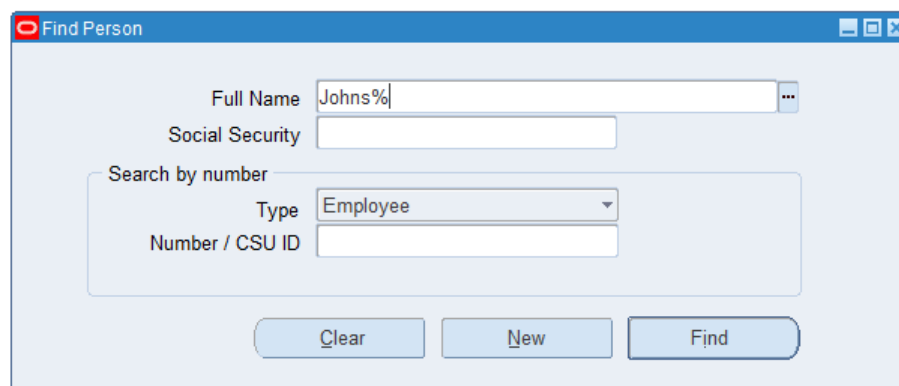 Find Person
Full Name Johns% ...
Social Security
Search by number
Type Employee
Number / CSU ID
Clear New Find